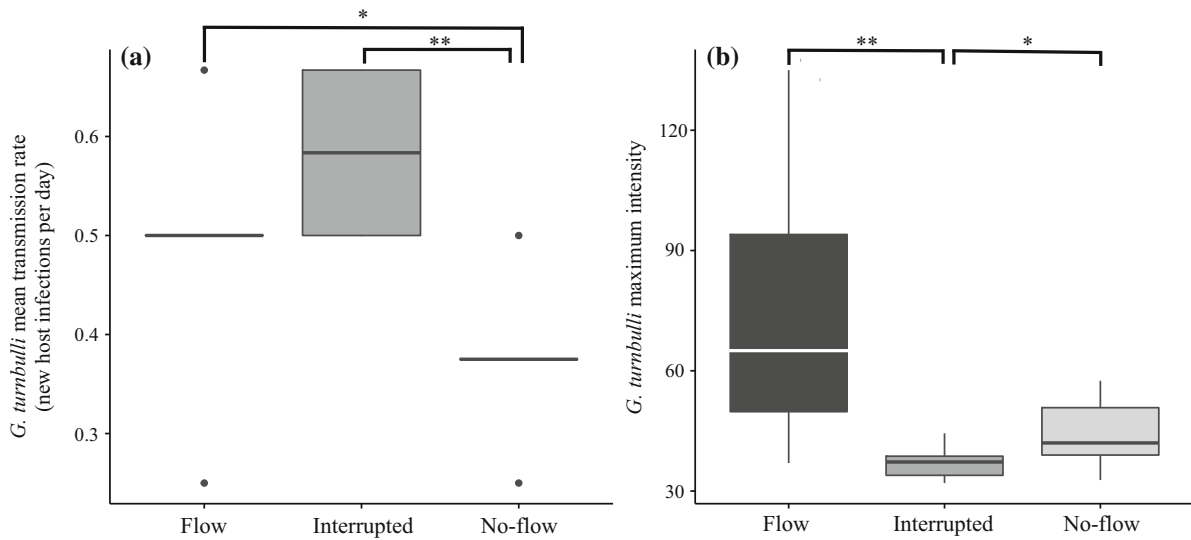 (a)
*
**
G. turnbulli mean transmission rate
(new host infections per day)
0.6
0.5
0.4
0.3
Flow Interrupted No-flow
(b)
**
*
G. turnbulli maximum intensity
120
90
60
30
Flow Interrupted No-flow